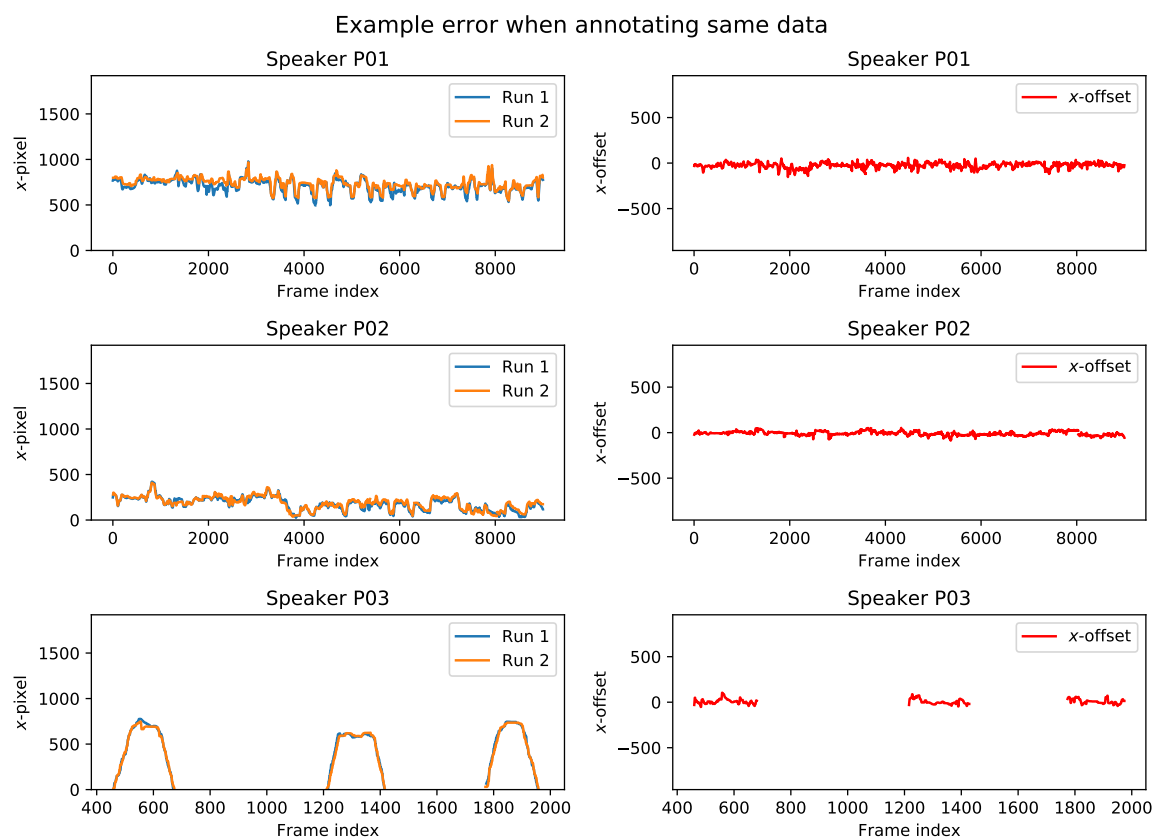 Example error when annotating same data
Speaker P01
1500
1000
500
0
x-pixel
Run 1
Run 2
0 2000 4000 6000 8000
Frame index
Speaker P01
500
0
−500
x-offset
x-offset
0 2000 4000 6000 8000
Frame index
Speaker P02
1500
1000
500
0
x-pixel
Run 1
Run 2
0 2000 4000 6000 8000
Frame index
Speaker P02
500
0
−500
x-offset
x-offset
0 2000 4000 6000 8000
Frame index
Speaker P03
1500
1000
500
0
x-pixel
Run 1
Run 2
400 600 800 1000 1200 1400 1600 1800 2000
Frame index
Speaker P03
500
0
−500
x-offset
x-offset
400 600 800 1000 1200 1400 1600 1800 2000
Frame index